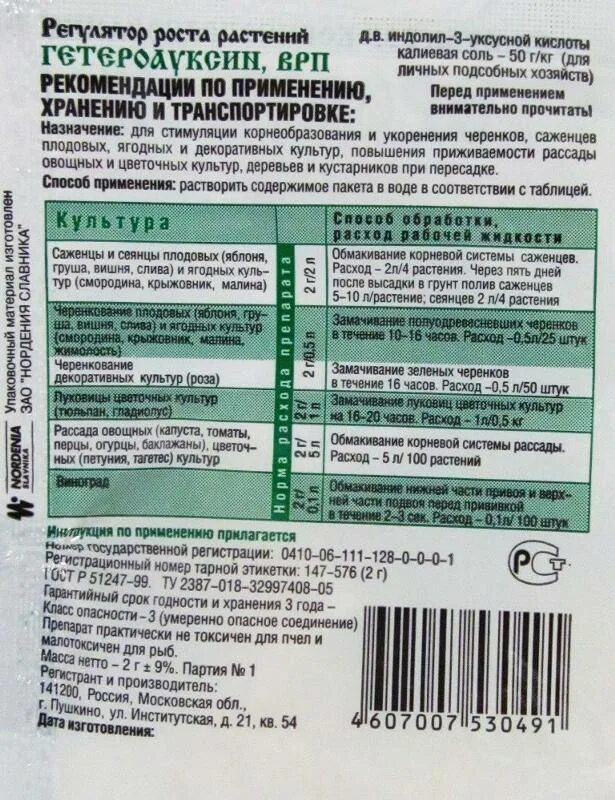 Регулятор роста растений
ГЕТЕРОАУКСИН, ВРП
д.в. индолил-3-уксусной кислоты
калиевая соль - 50 г/кг (для
личных подсобных хозяйств)
РЕКОМЕНДАЦИИ ПО ПРИМЕНЕНИЮ,
ХРАНЕНИЮ И ТРАНСПОРТИРОВКЕ:
Перед применением
внимательно прочитать!
Назначение: для стимуляции корнеобразования и укоренения черенков, саженцев
плодовых, ягодных и декоративных культур, повышения приживаемости рассады
овощных и цветочных культур, деревьев и кустарников при пересадке.
Способ применения: растворить содержимое пакета в воде в соответствии с таблицей.
Культура
Норма расхода препарата
Способ обработки,
расход рабочей жидкости
Саженцы и сеянцы плодовых (яблоня,
груша, вишня, слива) и ягодных куль-
тур (смородина, крыжовник, малина)
2 г/2 л
Обмакивание корневой системы саженцев.
Расход - 2л/4 растения. Через пять дней
после высадки в грунт полив саженцев
5-10 л/растение; сеянцев 2 л/4 растения
Черенкование плодовых (яблоня, гру-
ша, вишня, слива) и ягодных культур
(смородина, крыжовник, малина,
жимолость)
2 г/0,5 л
Замачивание полуодревесневших черенков
в течение 10-16 часов. Расход -0,5л/25 штук
Черенкование
декоративных культур (роза)
Замачивание зеленых черенков
в течение 16 часов. Расход -0,5 л/50 штук
Луковицы цветочных культур
(тюльпан, гладиолус)
2 г/
1 л
Замачивание луковиц цветочных культур
на 16-20 часов. Расход - 1л/0,5 кг
Рассада овощных (капуста, томаты,
перцы, огурцы, баклажаны), цветоч-
ных (петуния, тагетес) культур
2 г/
5 л
Обмакивание корневой системы рассады.
Расход - 5 л/ 100 растений
Виноград
2 г/
0,1 л
Обмакивание нижней части привоя и верх-
ней части подвоя перед прививкой
в течение 2-3 сек. Расход -0,1л/ 100 штук
Инструкция по применению прилагается
Номер государственной регистрации: 0410-06-111-128-0-0-0-1
Регистрационный номер тарной этикетки: 147-576 (2 г)
ГОСТ Р 51247-99. ТУ 2387-018-32997408-05
Гарантийный срок годности и хранения 3 года -
Класс опасности - 3 (умеренно опасное соединение)
Препарат практически не токсичен для пчел и
малотоксичен для рыб.
Масса нетто - 2 г ± 9%. Партия № 1
Регистрант и производитель:
141200, Россия, Московская обл.,
г. Пушкино, ул. Институтская, д. 21, кв. 54
Дата изготовления:
РСТ
4 607007 530491
Упаковочный материал изготовлен
ЗАО "НОРДЕНИЯ СЛАВНИКА"
NORDENIA
SLAVNIKA